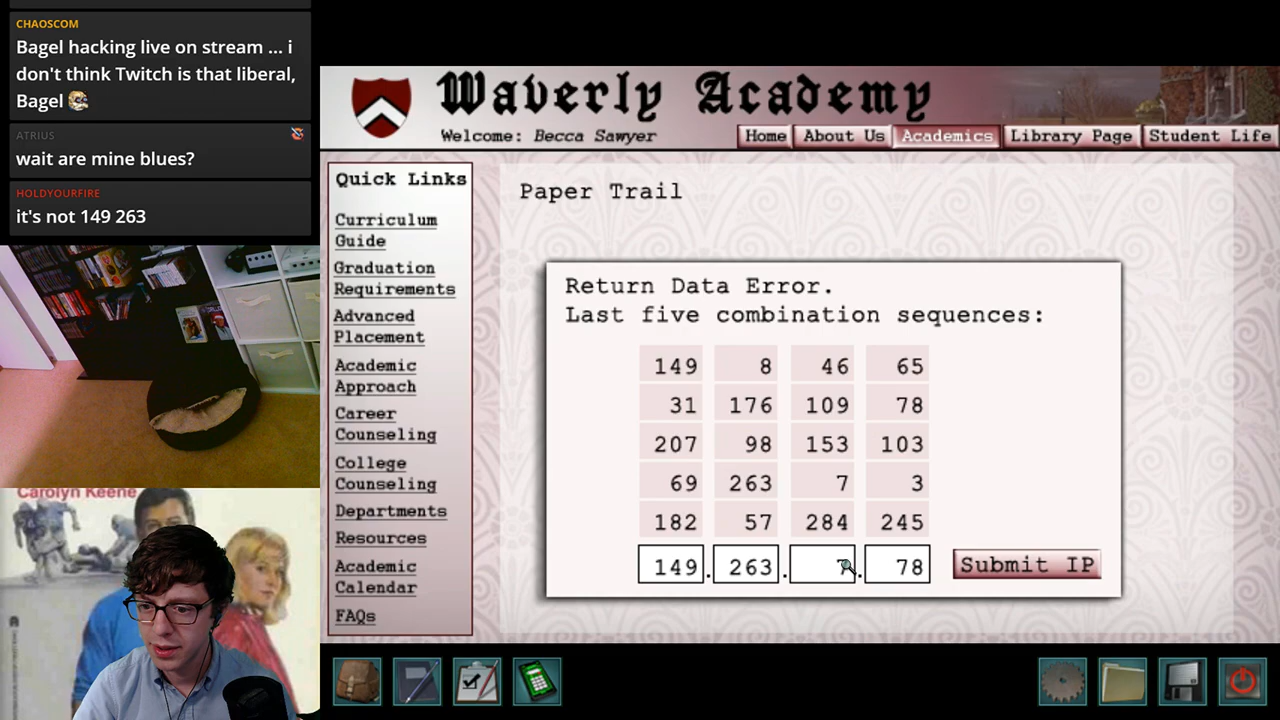 CHAOSCOM
Bagel hacking live on stream ... i
don't think Twitch is that liberal,
Bagel
ATRIUS
wait are mine blues?
HOLDYOURFIRE
it's not 149 263
Carolyn Keene
Waverly Academy
Welcome: Becca Sawyer
Home
About Us
Academics
Library Page
Student Life
Quick Links
Curriculum
Guide
Graduation
Requirements
Advanced
Placement
Academic
Approach
Career
Counseling
College
Counseling
Departments
Resources
Academic
Calendar
FAQs
Paper Trail
Return Data Error.
Last five combination sequences:
149 8 46 65
31 176 109 78
207 98 153 103
69 263 7 3
182 57 284 245
149 . 263 . 7 . 78
Submit IP